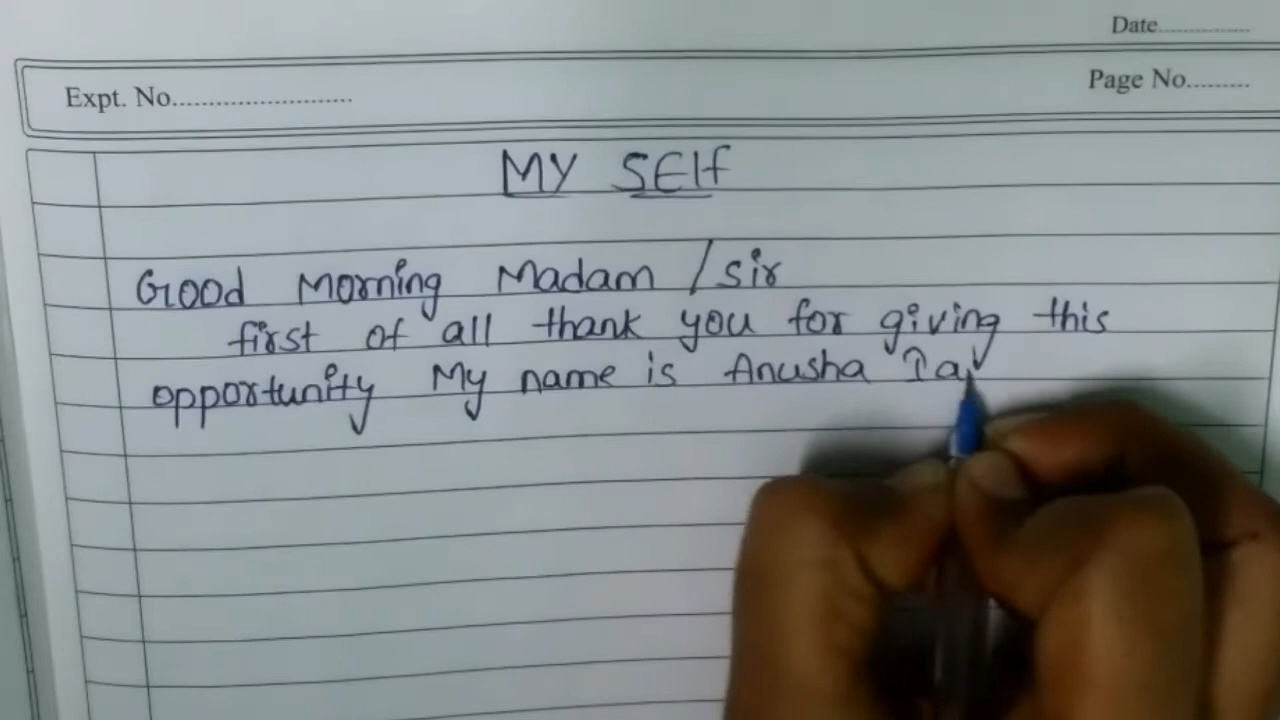 Date................
Expt. No..........................
Page No.........
MY SElf
Good Morning Madam / sir
first of all thank you for giving this
opportunity My name is Anusha I a